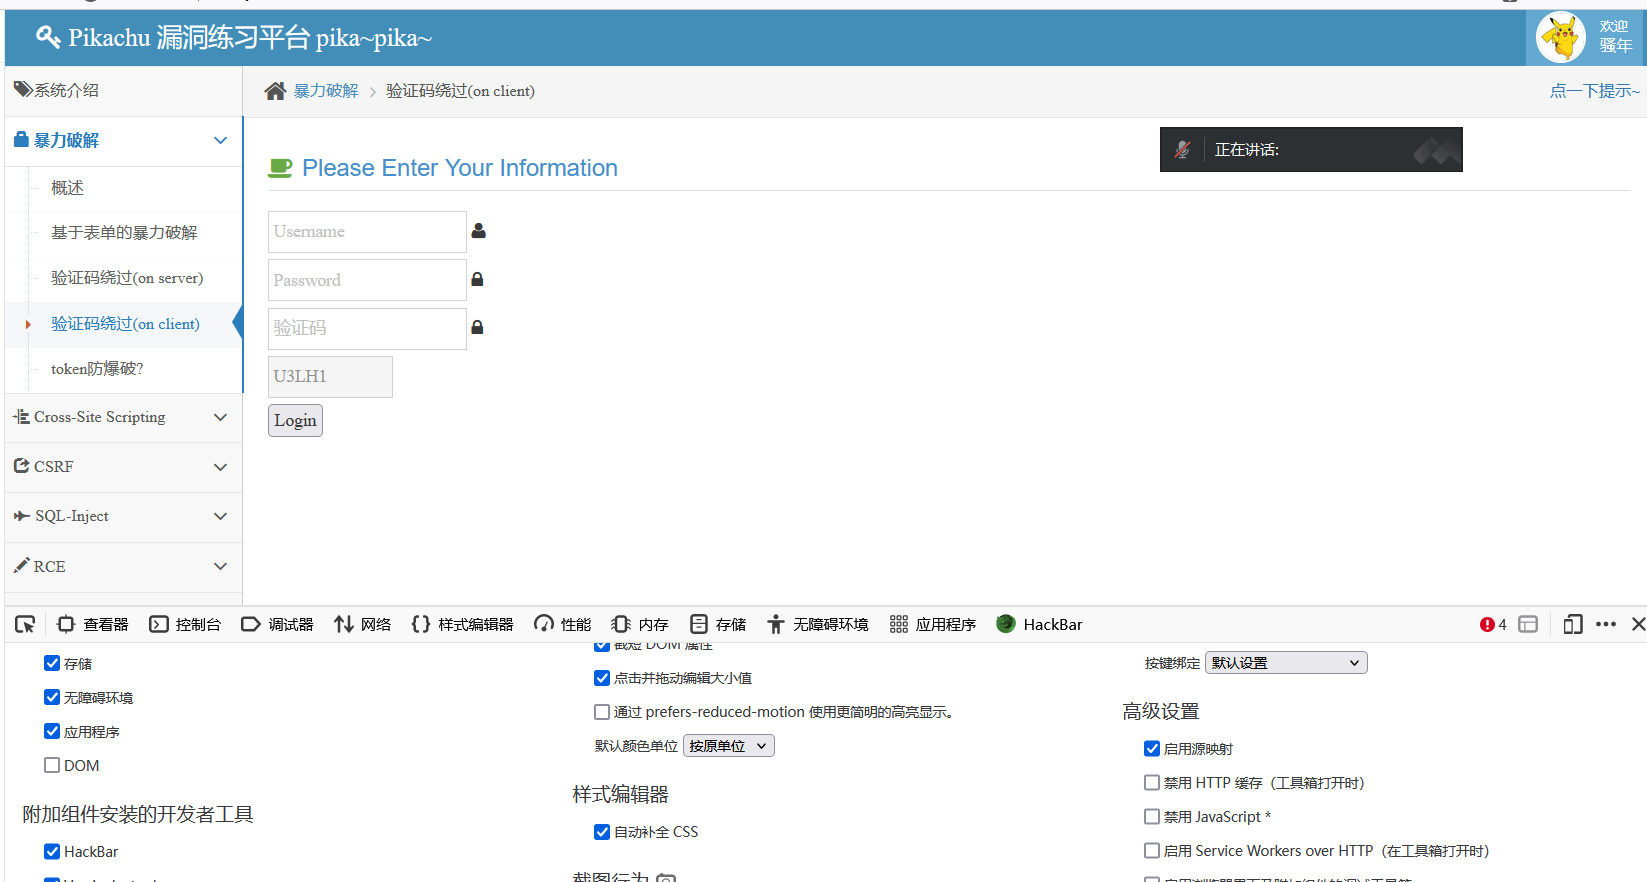 Pikachu 漏洞练习平台 pika~pika~
欢迎
骚年
系统介绍
暴力破解
概述
基于表单的暴力破解
验证码绕过(on server)
验证码绕过(on client)
token防爆破?
Cross-Site Scripting
CSRF
SQL-Inject
RCE
暴力破解
验证码绕过(on client)
点一下提示~
正在讲话:
Please Enter Your Information
Username
Password
验证码
U3LH1
Login
查看器
控制台
调试器
网络
样式编辑器
性能
内存
存储
无障碍环境
应用程序
HackBar
4
存储
无障碍环境
应用程序
DOM
附加组件安装的开发者工具
HackBar
截短 DOM 属性
点击并拖动编辑大小值
通过 prefers-reduced-motion 使用更简明的高亮显示。
默认颜色单位 按原单位
样式编辑器
自动补全 CSS
截图行为
按键绑定 默认设置
高级设置
启用源映射
禁用 HTTP 缓存（工具箱打开时）
禁用 JavaScript *
启用 Service Workers over HTTP（在工具箱打开时）